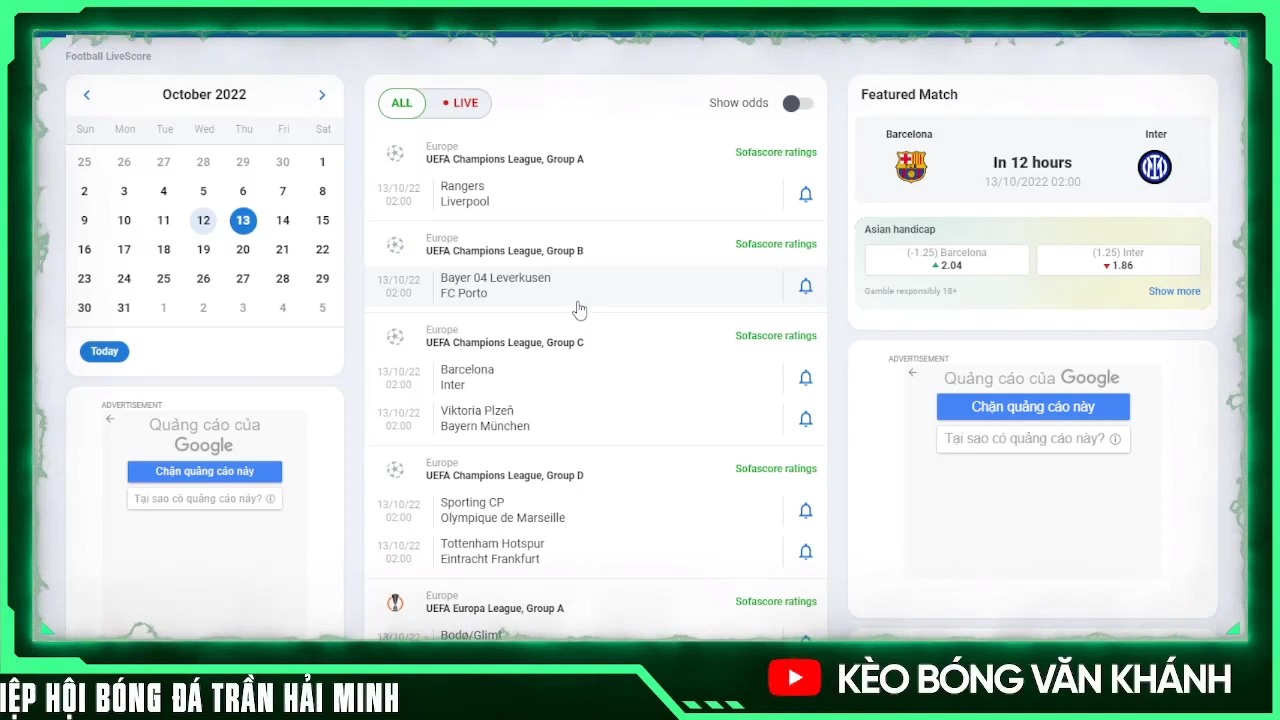 Football LiveScore
October 2022
Sun Mon Tue Wed Thu Fri Sat
25 26 27 28 29 30 1
2 3 4 5 6 7 8
9 10 11 12 13 14 15
16 17 18 19 20 21 22
23 24 25 26 27 28 29
30 31 1 2 3 4 5
Today
ADVERTISEMENT
Quảng cáo của
Google
Chặn quảng cáo này
Tại sao có quảng cáo này?
ALL
LIVE
Show odds
Europe
UEFA Champions League, Group A
Sofascore ratings
13/10/22
02:00
Rangers
Liverpool
Europe
UEFA Champions League, Group B
Sofascore ratings
13/10/22
02:00
Bayer 04 Leverkusen
FC Porto
Europe
UEFA Champions League, Group C
Sofascore ratings
13/10/22
02:00
Barcelona
Inter
13/10/22
02:00
Viktoria Plzeň
Bayern München
Europe
UEFA Champions League, Group D
Sofascore ratings
13/10/22
02:00
Sporting CP
Olympique de Marseille
13/10/22
02:00
Tottenham Hotspur
Eintracht Frankfurt
Europe
UEFA Europa League, Group A
Sofascore ratings
13/10/22
Bodø/Glimt
Featured Match
Barcelona
Inter
In 12 hours
13/10/2022 02:00
Asian handicap
(-1.25) Barcelona
2.04
(1.25) Inter
1.86
Gamble responsibly 18+
Show more
ADVERTISEMENT
Quảng cáo của Google
Chặn quảng cáo này
Tại sao có quảng cáo này?
IỆP HỘI BÓNG ĐÁ TRẦN HẢI MINH
KÈO BÓNG VĂN KHÁNH